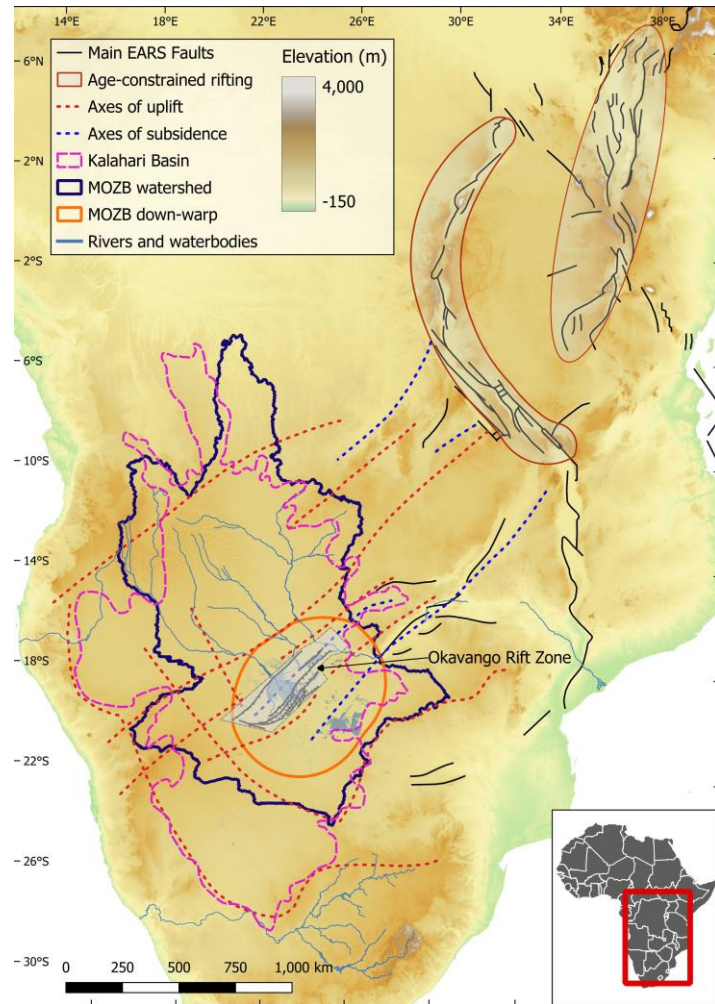 14°E 18°E 22°E 26°E 30°E 34°E 38°E
6°N
2°N
2°S
6°S
10°S
14°S
18°S
22°S
26°S
30°S
Main EARS Faults
Age-constrained rifting
Axes of uplift
Axes of subsidence
Kalahari Basin
MOZB watershed
MOZB down-warp
Rivers and waterbodies
Elevation (m)
4,000
-150
Okavango Rift Zone
0 250 500 750 1,000 km